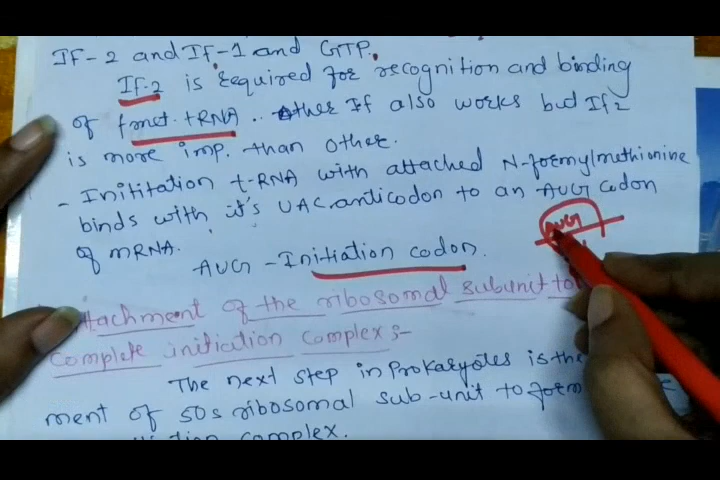 IF-2 and If-1 and GTP.
If-2 is required for recognition and binding
of fmet.tRNA.. other If also works but If2
is more imp. than other.
- Inititation t-RNA with attached N-formylmethionine
binds with it's UAC anticodon to an AUG codon
of mRNA.
AUG
AUG - Initiation codon.
ttachment of the ribosomal subunit to
complete initiation complex:-
The next step in Prokaryotes is the
ment of 50s ribosomal sub-unit to form
complex.